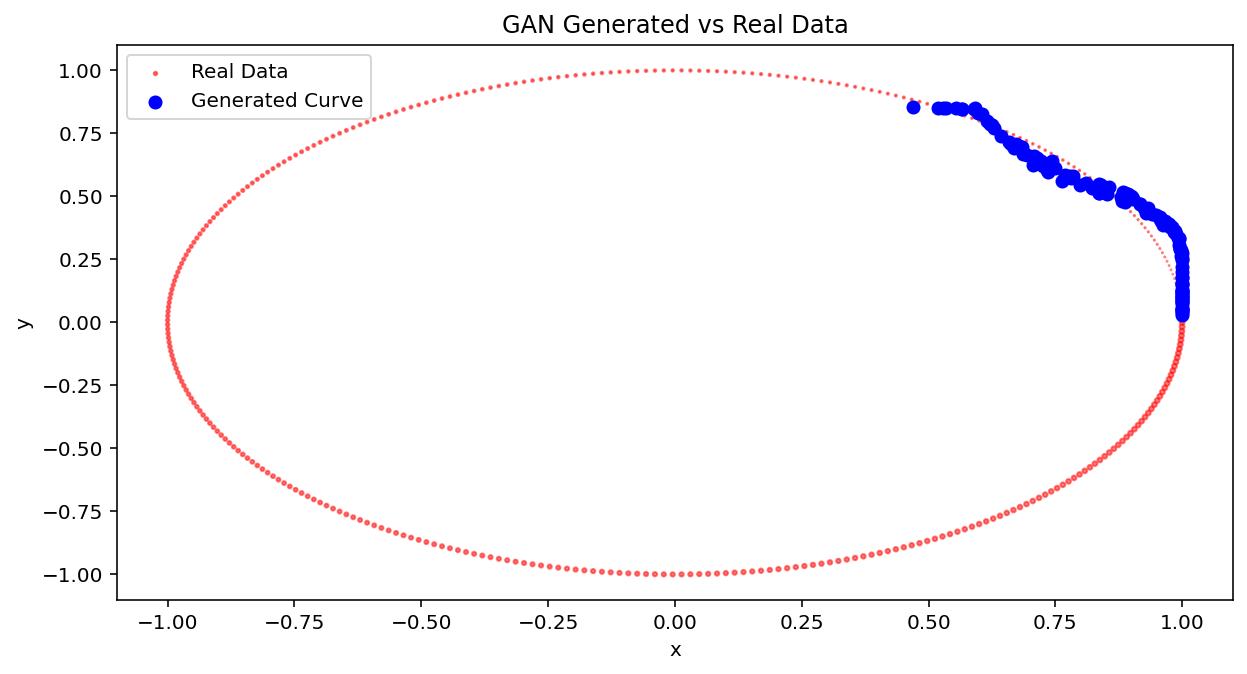 GAN Generated vs Real Data
Real Data
Generated Curve
y
1.00
0.75
0.50
0.25
0.00
−0.25
−0.50
−0.75
−1.00
−1.00 −0.75 −0.50 −0.25 0.00 0.25 0.50 0.75 1.00
x